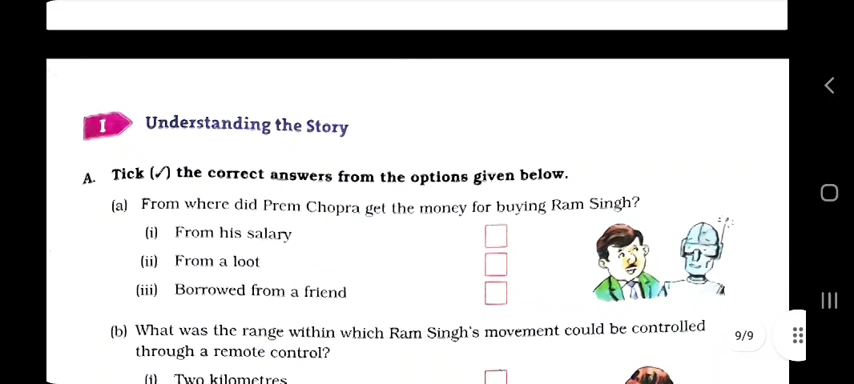 I Understanding the Story
A. Tick (✓) the correct answers from the options given below.
(a) From where did Prem Chopra get the money for buying Ram Singh?
(i) From his salary
(ii) From a loot
(iii) Borrowed from a friend
(b) What was the range within which Ram Singh's movement could be controlled
through a remote control?
9/9
(i) Two kilometres